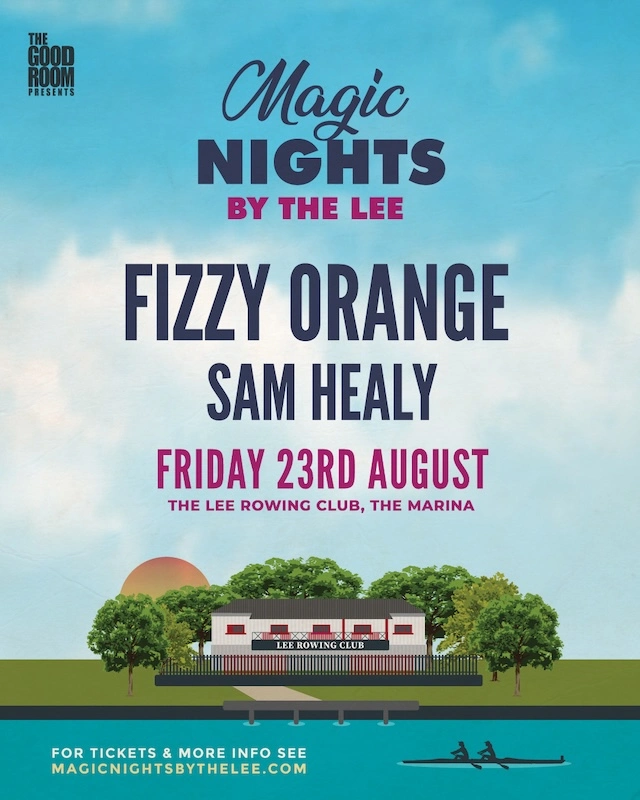 THE
GOOD
ROOM
PRESENTS
Magic
NIGHTS
BY THE LEE
FIZZY ORANGE
SAM HEALY
FRIDAY 23RD AUGUST
THE LEE ROWING CLUB, THE MARINA
LEE ROWING CLUB
FOR TICKETS & MORE INFO SEE
MAGICNIGHTSBYTHELEE.COM